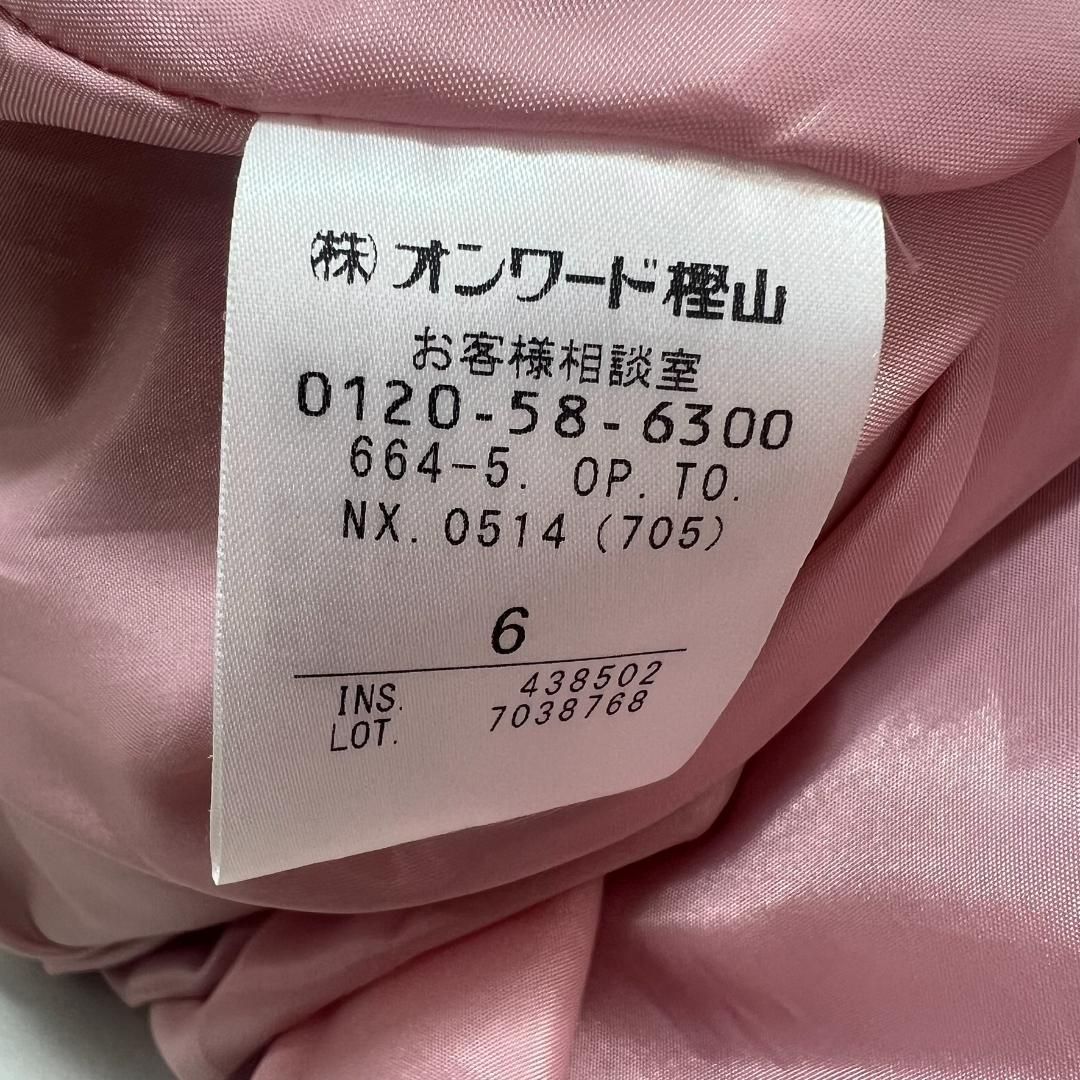 ㈱オンワード樫山
お客様相談室
0120-58-6300
664-5. OP. TO.
NX. 0514 (705)
6
INS. 438502
LOT. 7038768